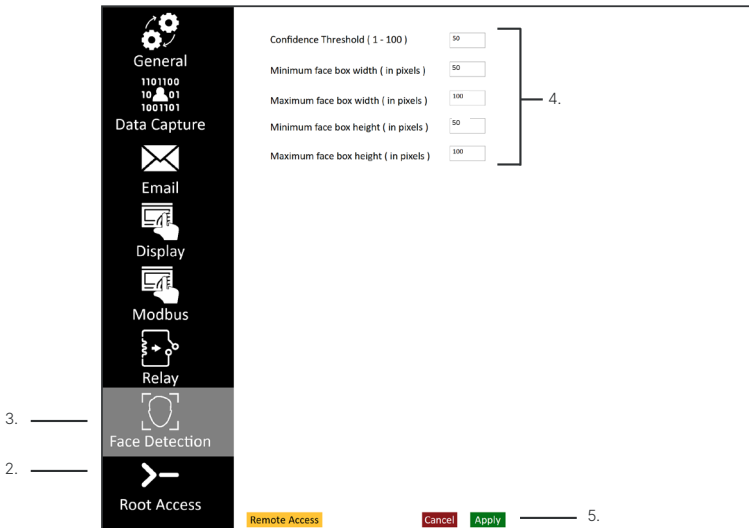 General
1101100
10 01
1001101
Data Capture
Email
Display
Modbus
Relay
3.
Face Detection
2.
Root Access
Confidence Threshold ( 1 - 100 ) 50
Minimum face box width ( in pixels ) 50
Maximum face box width ( in pixels ) 100
4.
Minimum face box height ( in pixels ) 50
Maximum face box height ( in pixels ) 100
Remote Access Cancel Apply 5.